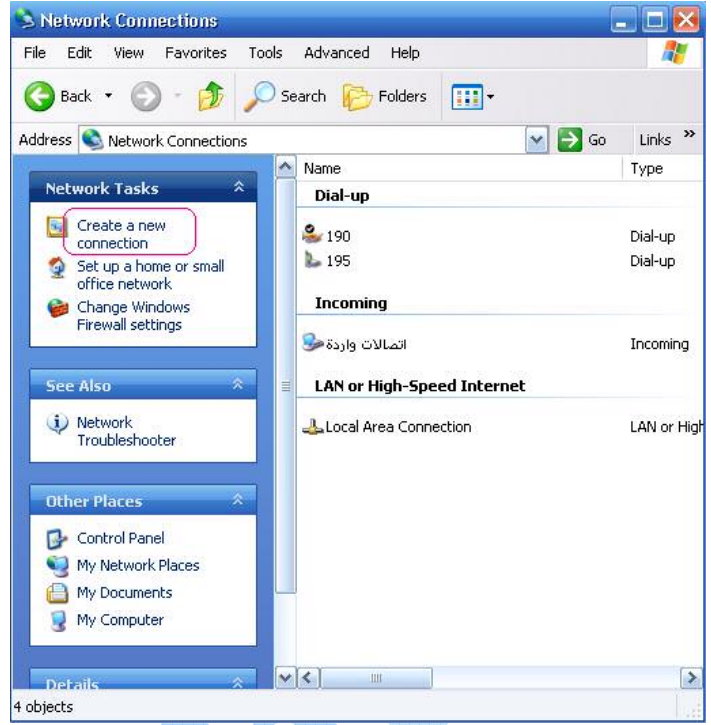 Network Connections
File Edit View Favorites Tools Advanced Help
Back Search Folders
Address Network Connections Go Links »
Network Tasks
Create a new
connection
Set up a home or small
office network
Change Windows
Firewall settings
See Also
Network
Troubleshooter
Other Places
Control Panel
My Network Places
My Documents
My Computer
Details
Name Type
Dial-up
190 Dial-up
195 Dial-up
Incoming
اتصالات واردة Incoming
LAN or High-Speed Internet
Local Area Connection LAN or High
4 objects